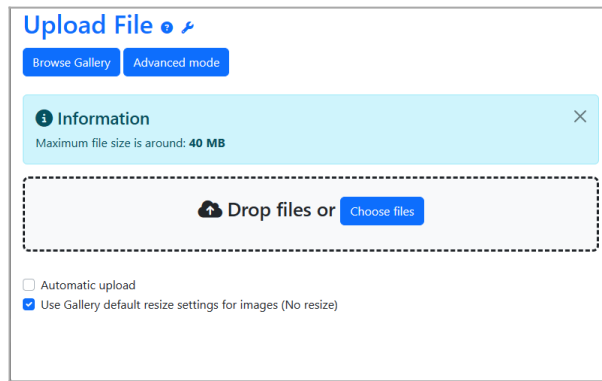 Upload File
Browse Gallery Advanced mode
Information
Maximum file size is around: 40 MB
Drop files or Choose files
Automatic upload
Use Gallery default resize settings for images (No resize)